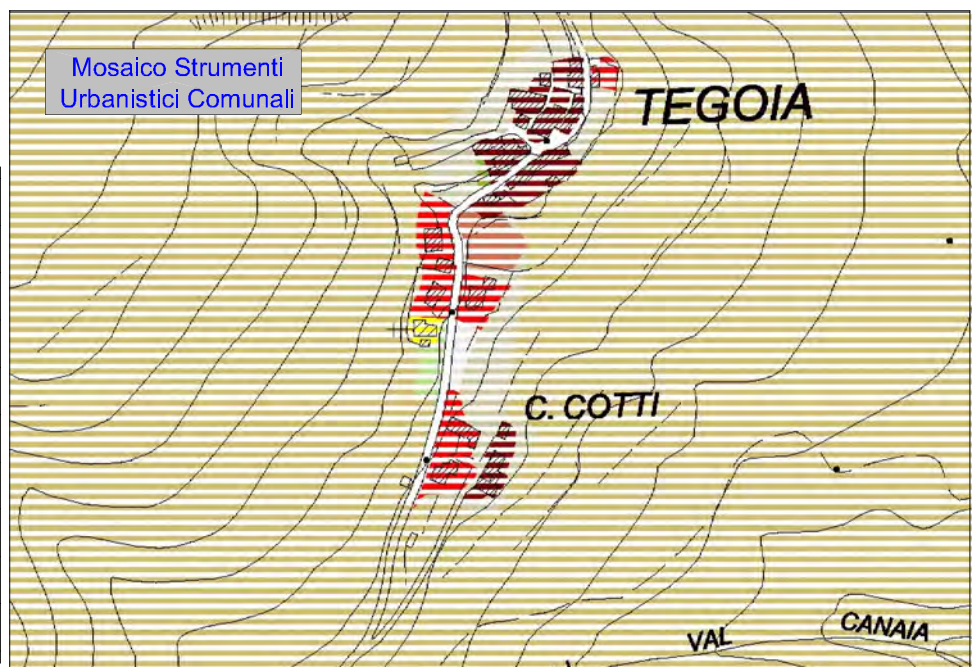 Mosaico Strumenti
Urbanistici Comunali
TEGOIA
C. COTTI
VAL CANAIA